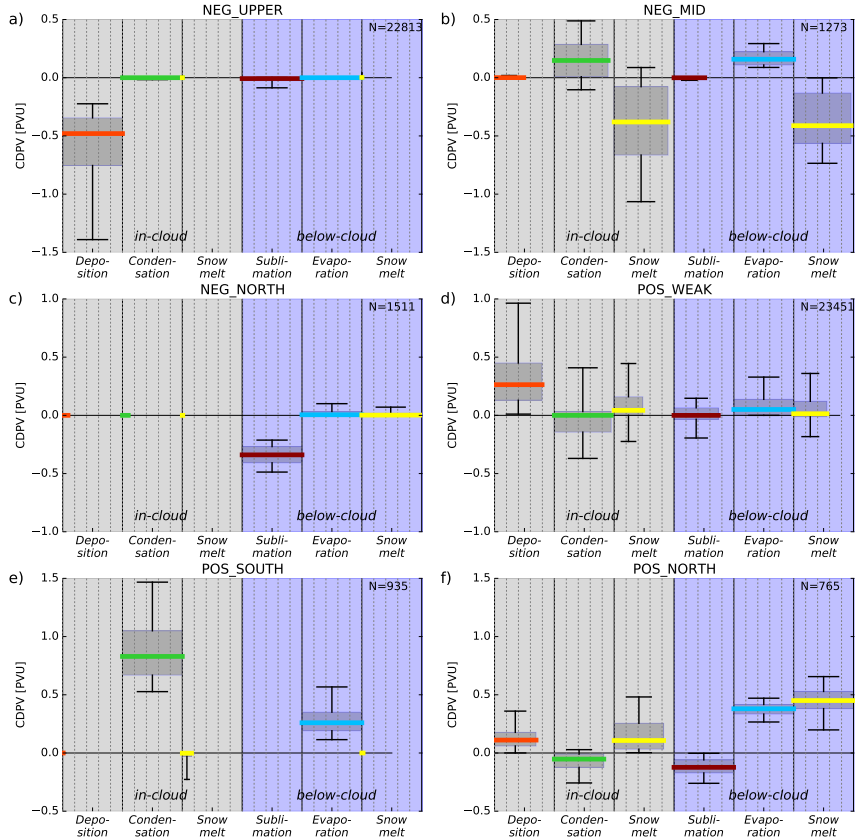 a) NEG_UPPER
N=22813
CDPV [PVU]
0.5
0.0
−0.5
−1.0
−1.5
in-cloud below-cloud
Depo- Conden- Snow Subli- Evapo- Snow
sition sation melt mation ration melt
b) NEG_MID
N=1273
CDPV [PVU]
0.5
0.0
−0.5
−1.0
−1.5
in-cloud below-cloud
Depo- Conden- Snow Subli- Evapo- Snow
sition sation melt mation ration melt
c) NEG_NORTH
N=1511
CDPV [PVU]
1.0
0.5
0.0
−0.5
−1.0
in-cloud below-cloud
Depo- Conden- Snow Subli- Evapo- Snow
sition sation melt mation ration melt
d) POS_WEAK
N=23451
CDPV [PVU]
1.0
0.5
0.0
−0.5
−1.0
in-cloud below-cloud
Depo- Conden- Snow Subli- Evapo- Snow
sition sation melt mation ration melt
e) POS_SOUTH
N=935
CDPV [PVU]
1.5
1.0
0.5
0.0
−0.5
in-cloud below-cloud
Depo- Conden- Snow Subli- Evapo- Snow
sition sation melt mation ration melt
f) POS_NORTH
N=765
CDPV [PVU]
1.5
1.0
0.5
0.0
−0.5
in-cloud below-cloud
Depo- Conden- Snow Subli- Evapo- Snow
sition sation melt mation ration melt